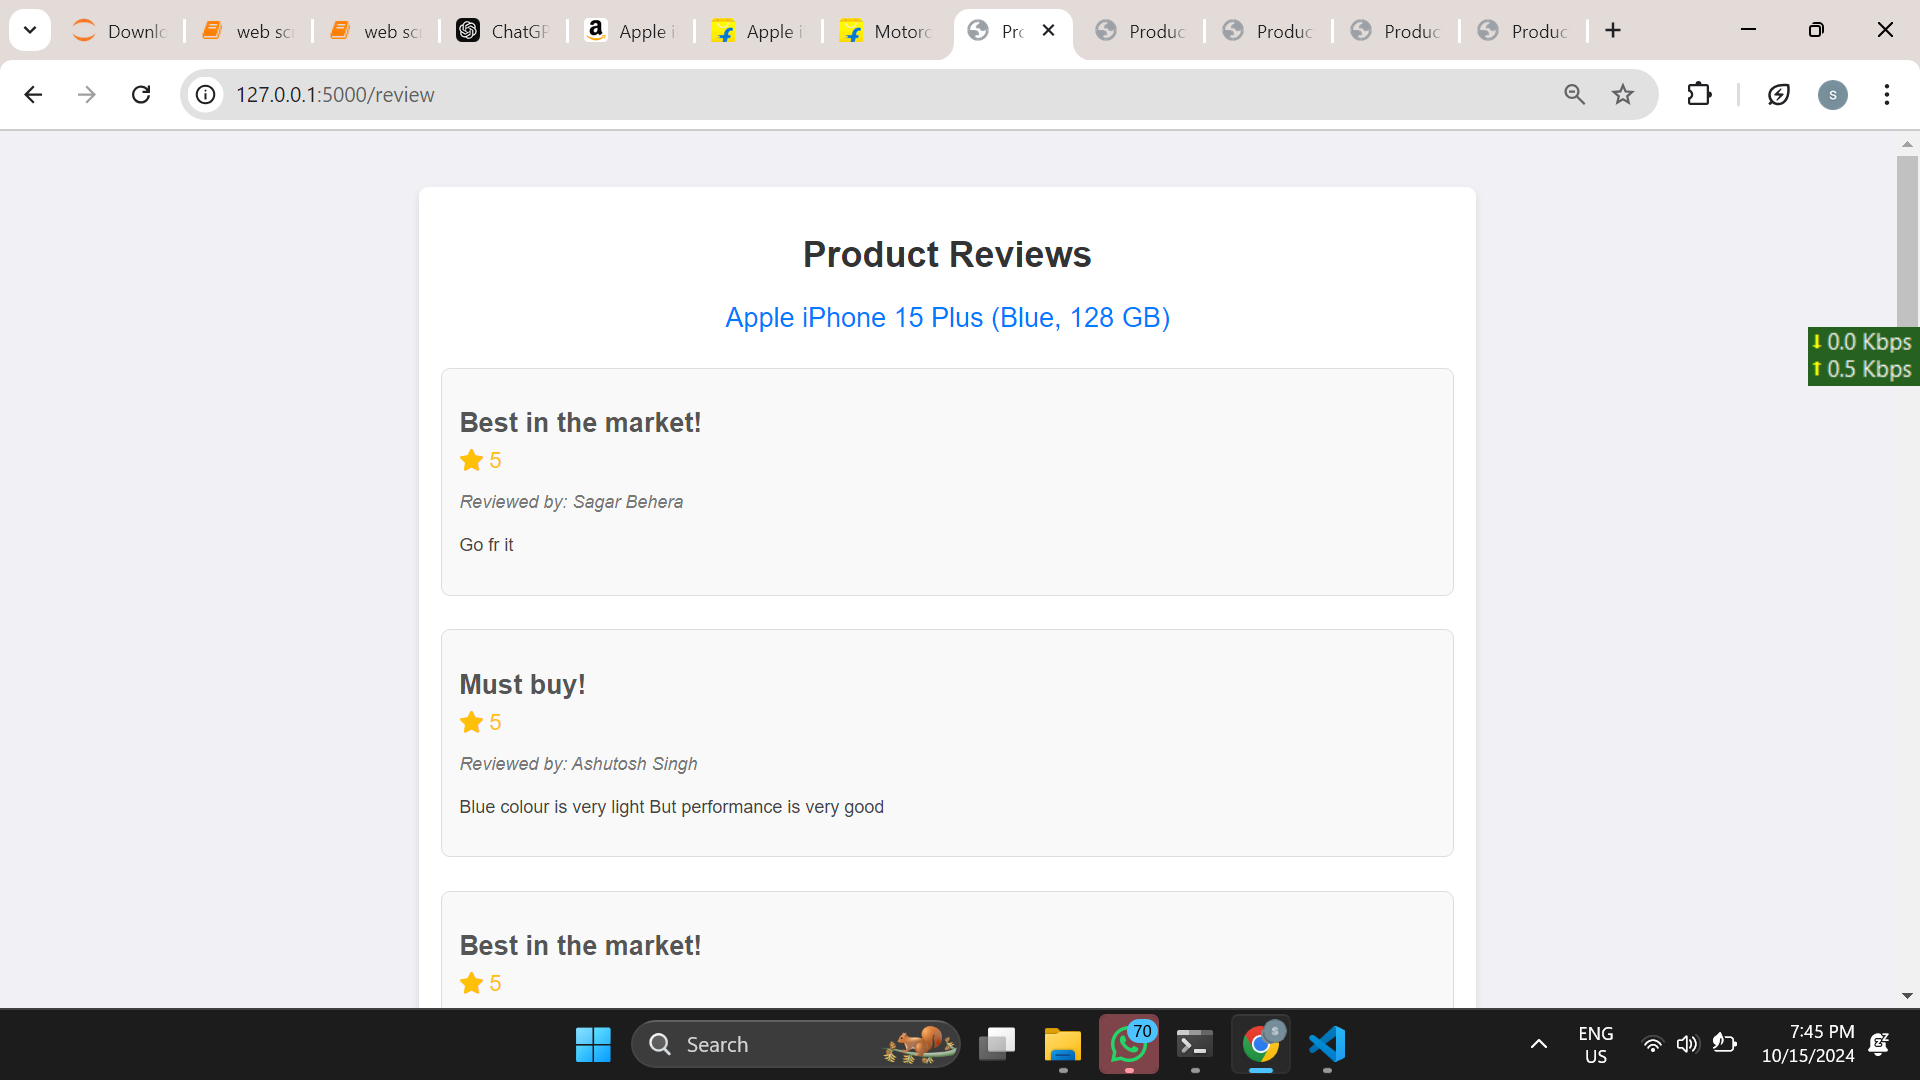 Downlo
web scr
web scr
ChatGP
Apple i
Apple i
Motoro
Pro
Produc
Produc
Produc
Produc
127.0.0.1:5000/review
s
Product Reviews
Apple iPhone 15 Plus (Blue, 128 GB)
0.0 Kbps
0.5 Kbps
Best in the market!
5
Reviewed by: Sagar Behera
Go fr it
Must buy!
5
Reviewed by: Ashutosh Singh
Blue colour is very light But performance is very good
Best in the market!
5
Search
70
s
ENG
US
7:45 PM
10/15/2024